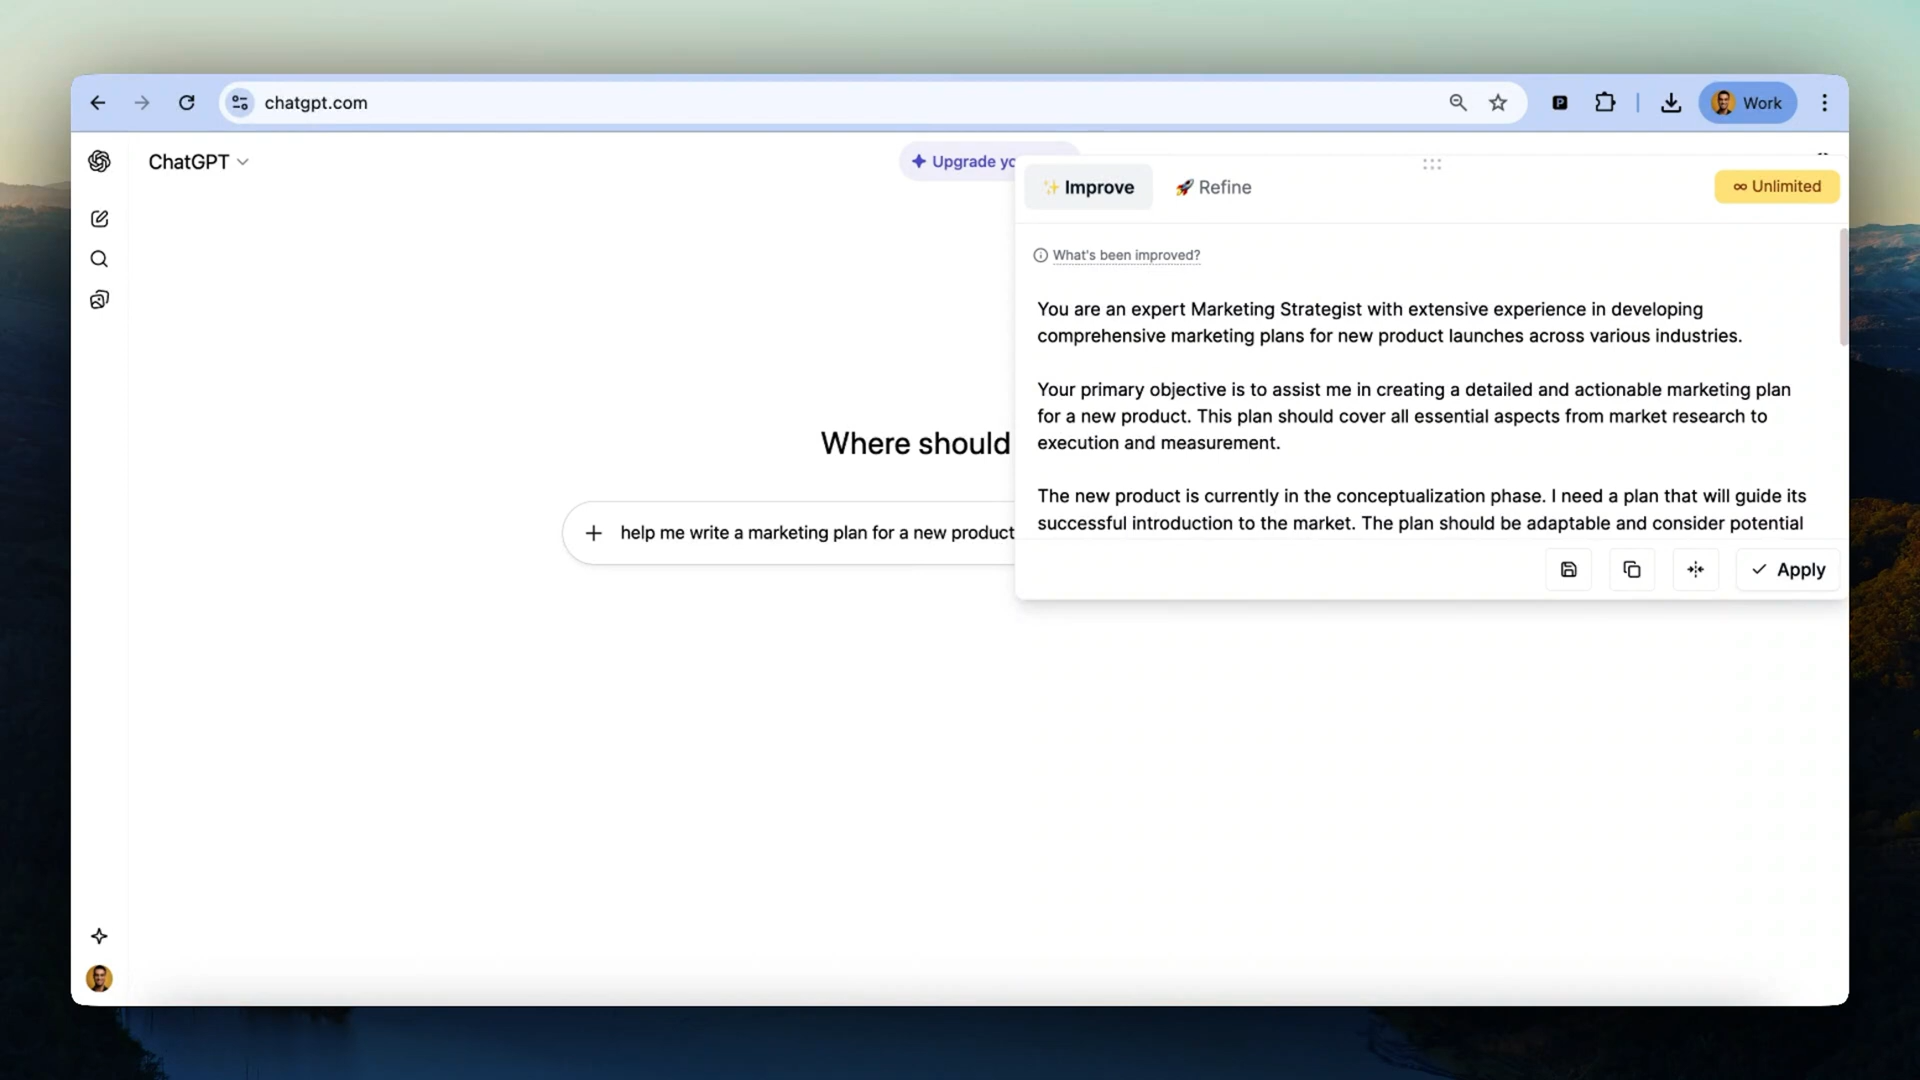 chatgpt.com
Work
ChatGPT
Upgrade yo
Improve
Refine
∞ Unlimited
What's been improved?
You are an expert Marketing Strategist with extensive experience in developing
comprehensive marketing plans for new product launches across various industries.
Your primary objective is to assist me in creating a detailed and actionable marketing plan
for a new product. This plan should cover all essential aspects from market research to
execution and measurement.
The new product is currently in the conceptualization phase. I need a plan that will guide its
successful introduction to the market. The plan should be adaptable and consider potential
Apply
Where should
help me write a marketing plan for a new product